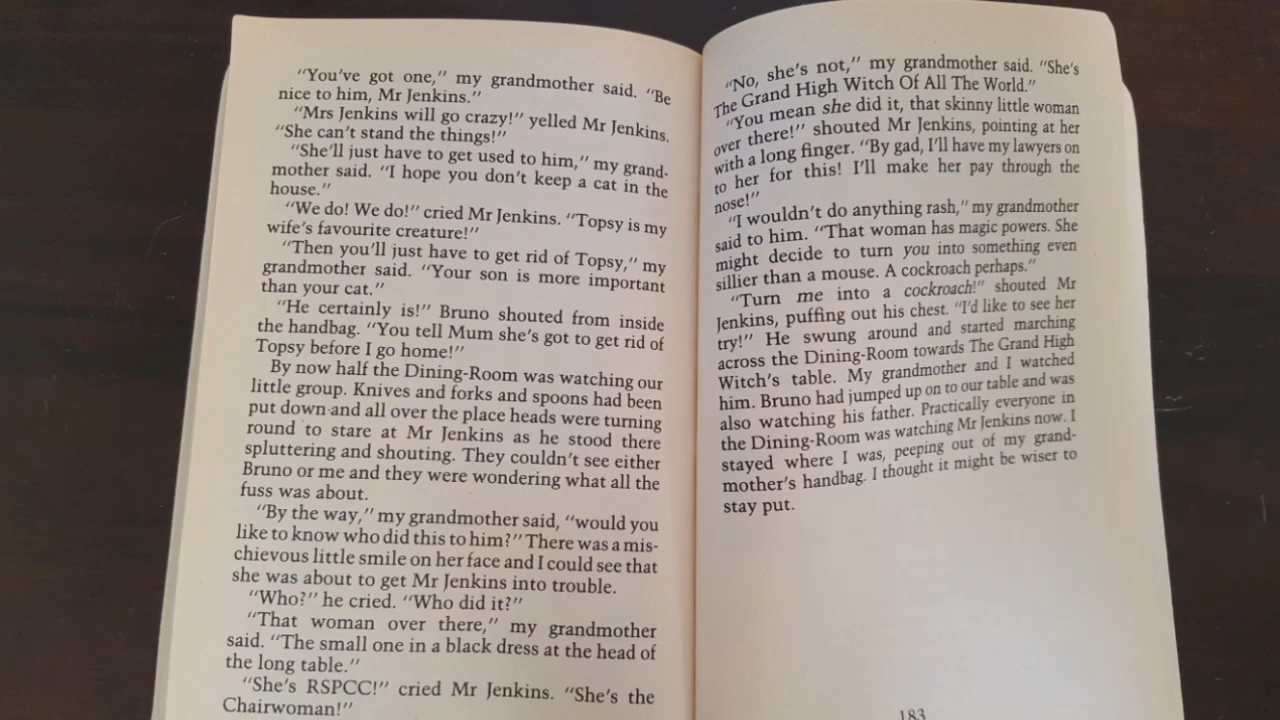 “You’ve got one,” my grandmother said. “Be
nice to him, Mr Jenkins.”
“Mrs Jenkins will go crazy!” yelled Mr Jenkins.
“She can’t stand the things!”
“She’ll just have to get used to him,” my grand-
mother said. “I hope you don’t keep a cat in the
house.”
“We do! We do!” cried Mr Jenkins. “Topsy is my
wife’s favourite creature!”
“Then you’ll just have to get rid of Topsy,” my
grandmother said. “Your son is more important
than your cat.”
“He certainly is!” Bruno shouted from inside
the handbag. “You tell Mum she’s got to get rid of
Topsy before I go home!”
By now half the Dining-Room was watching our
little group. Knives and forks and spoons had been
put down and all over the place heads were turning
round to stare at Mr Jenkins as he stood there
spluttering and shouting. They couldn’t see either
Bruno or me and they were wondering what all the
fuss was about.
“By the way,” my grandmother said, “would you
like to know who did this to him?” There was a mis-
chievous little smile on her face and I could see that
she was about to get Mr Jenkins into trouble.
“Who?” he cried. “Who did it?”
“That woman over there,” my grandmother
said. “The small one in a black dress at the head of
the long table.”
“She’s RSPCC!” cried Mr Jenkins. “She’s the
Chairwoman!”
“No, she’s not,” my grandmother said. “She’s
The Grand High Witch Of All The World.”
“You mean she did it, that skinny little woman
over there!” shouted Mr Jenkins, pointing at her
with a long finger. “By gad, I’ll have my lawyers on
to her for this! I’ll make her pay through the
nose!”
“I wouldn’t do anything rash,” my grandmother
said to him. “That woman has magic powers. She
might decide to turn you into something even
sillier than a mouse. A cockroach perhaps.”
“Turn me into a cockroach!” shouted Mr
Jenkins, puffing out his chest. “I’d like to see her
try!” He swung around and started marching
across the Dining-Room towards The Grand High
Witch’s table. My grandmother and I watched
him. Bruno had jumped up on to our table and was
also watching his father. Practically everyone in
the Dining-Room was watching Mr Jenkins now. I
stayed where I was, peeping out of my grand-
mother’s handbag. I thought it might be wiser to
stay put.
183